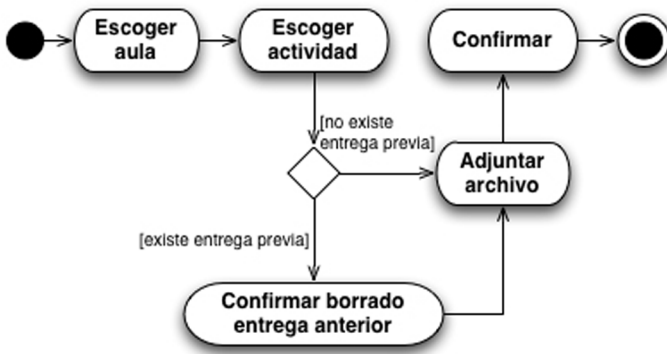 Escoger
aula
Escoger
actividad
Confirmar
[no existe
entrega previa]
Adjuntar
archivo
[existe entrega previa]
Confirmar borrado
entrega anterior